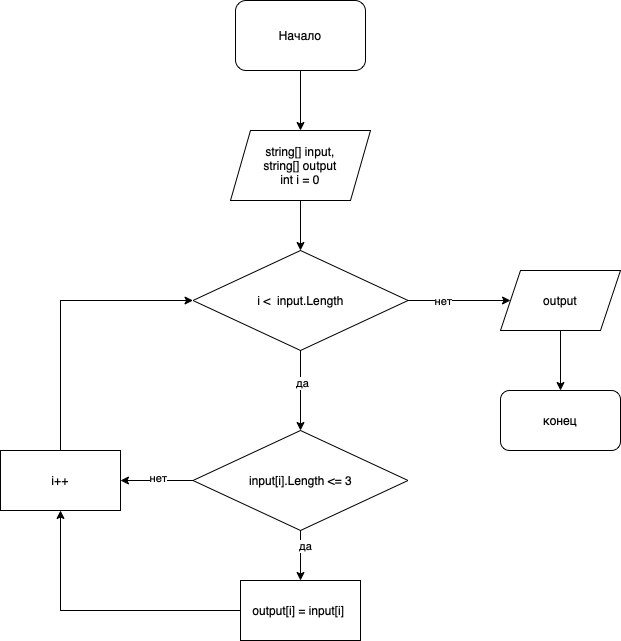 Начало
string[] input,
string[] output
int i = 0
i <  input.Length
нет
output
да
конец
input[i].Length <= 3
нет
i++
да
output[i] = input[i]